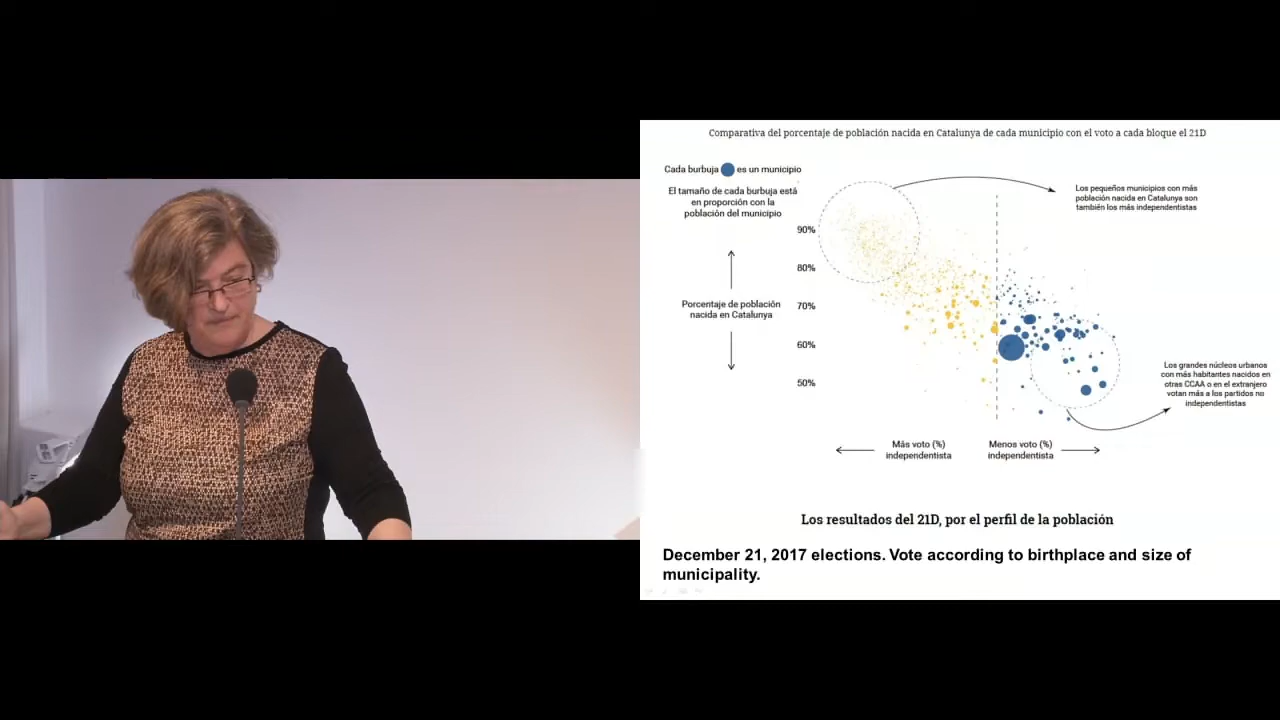 Comparativa del porcentaje de población nacida en Catalunya de cada municipio con el voto a cada bloque el 21D
Cada burbuja es un municipio
El tamaño de cada burbuja está
en proporción con la
población del municipio
Los pequeños municipios con más
población nacida en Catalunya son
también los más independentistas
90%
80%
70%
60%
50%
Porcentaje de población
nacida en Catalunya
Los grandes núcleos urbanos
con más habitantes nacidos en
otras CCAA o en el extranjero
votan más a los partidos no
independentistas
Más voto (%)
independentista
Menos voto (%)
independentista
Los resultados del 21D, por el perfil de la población
December 21, 2017 elections. Vote according to birthplace and size of
municipality.